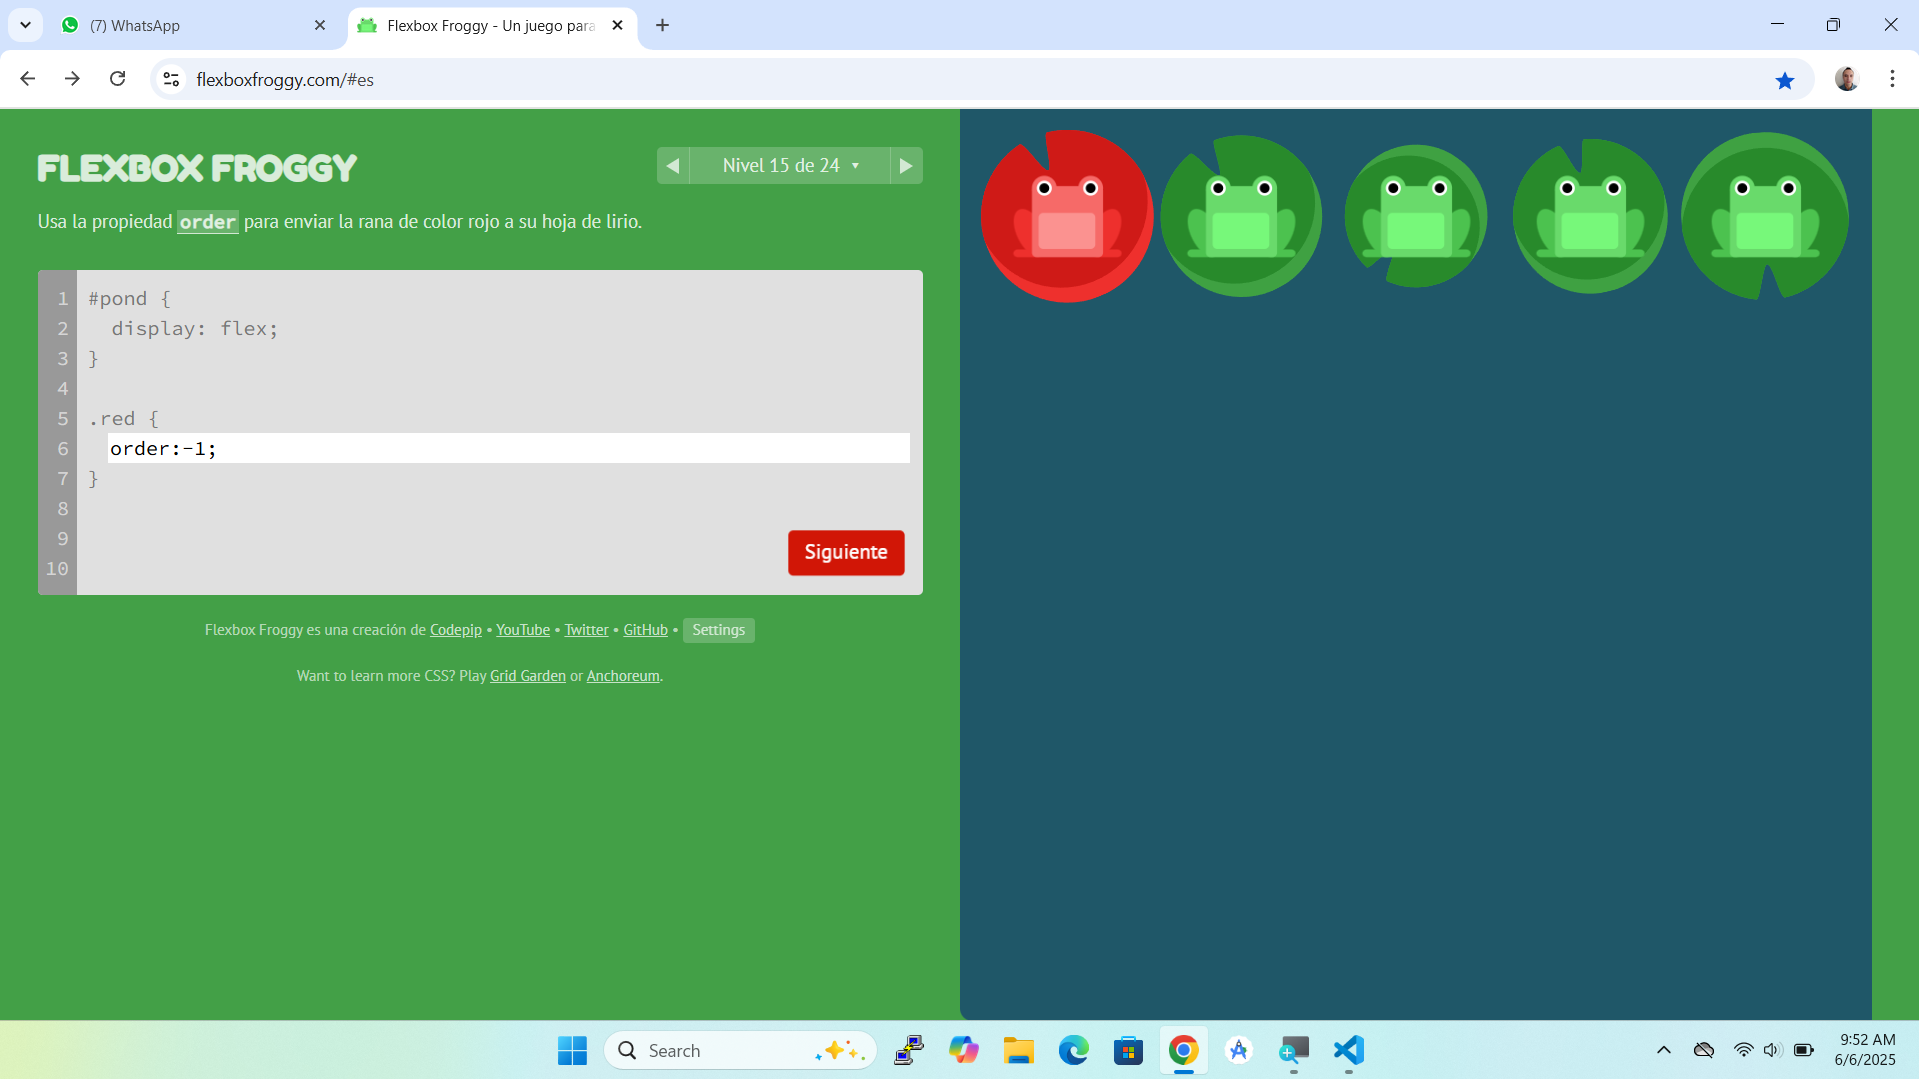 (7) WhatsApp
Flexbox Froggy - Un juego para
flexboxfroggy.com/#es
FLEXBOX FROGGY
Nivel 15 de 24
Usa la propiedad order para enviar la rana de color rojo a su hoja de lirio.
1 #pond {
2 display: flex;
3 }
4
5 .red {
6 order:-1;
7 }
8
9
10
Siguiente
Flexbox Froggy es una creación de Codepip • YouTube • Twitter • GitHub • Settings
Want to learn more CSS? Play Grid Garden or Anchoreum.
Search
9:52 AM
6/6/2025